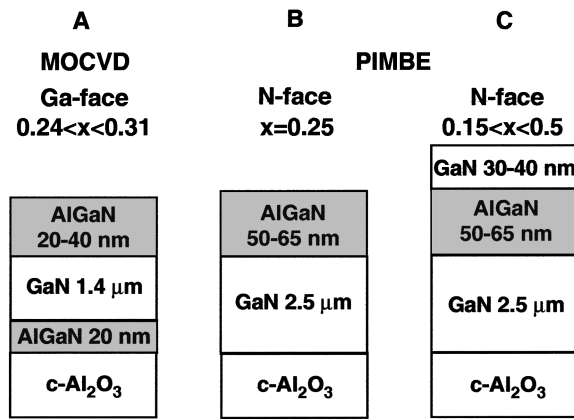 A
B
C
MOCVD
PIMBE
Ga-face
N-face
N-face
0.24<x<0.31
x=0.25
0.15<x<0.5
GaN 30-40 nm
AlGaN
20-40 nm
AlGaN
50-65 nm
AlGaN
50-65 nm
GaN 1.4 μm
GaN 2.5 μm
GaN 2.5 μm
AlGaN 20 nm
c-Al₂O₃
c-Al₂O₃
c-Al₂O₃